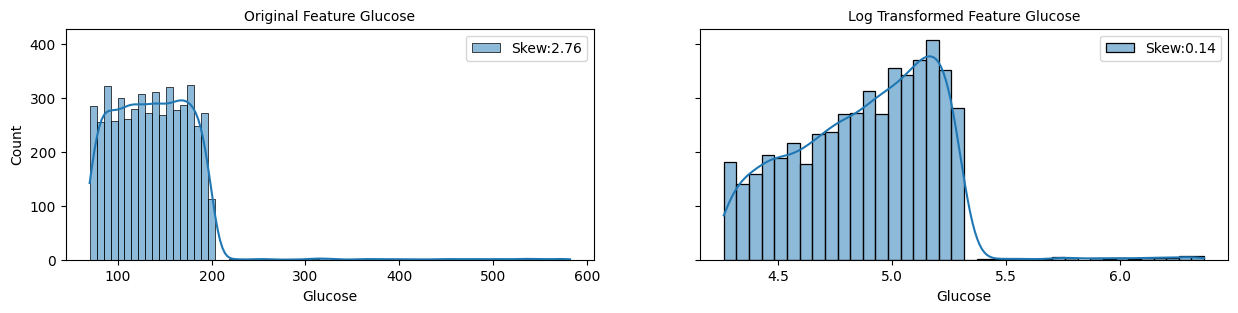 Original Feature Glucose
Skew:2.76
Count
400
300
200
100
0
100
200
300
400
500
600
Glucose
Log Transformed Feature Glucose
Skew:0.14
4.5
5.0
5.5
6.0
Glucose